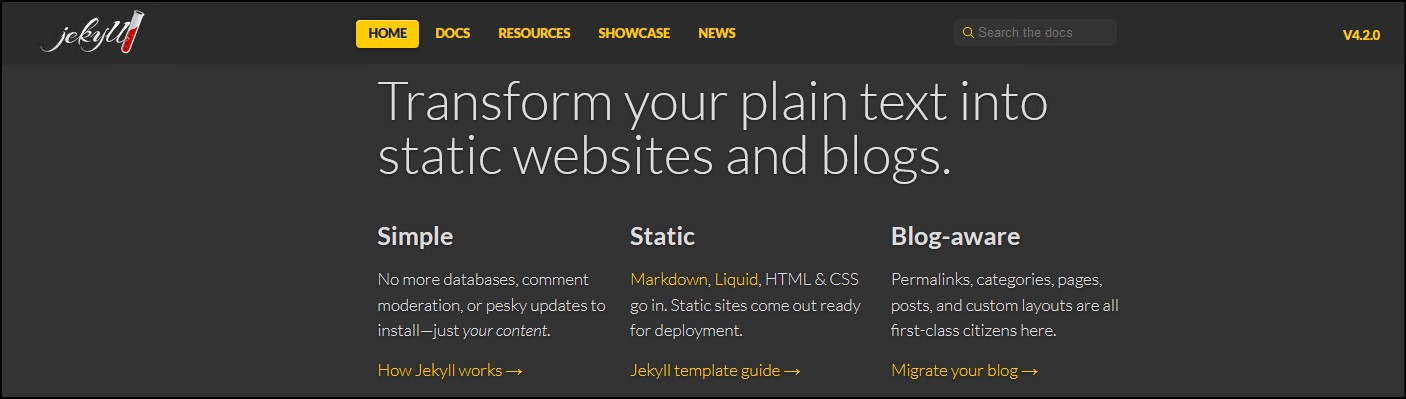 jekyll
HOME DOCS RESOURCES SHOWCASE NEWS Search the docs V4.2.0
Transform your plain text into
static websites and blogs.
Simple
No more databases, comment
moderation, or pesky updates to
install—just your content.
How Jekyll works →
Static
Markdown, Liquid, HTML & CSS
go in. Static sites come out ready
for deployment.
Jekyll template guide →
Blog-aware
Permalinks, categories, pages,
posts, and custom layouts are all
first-class citizens here.
Migrate your blog →